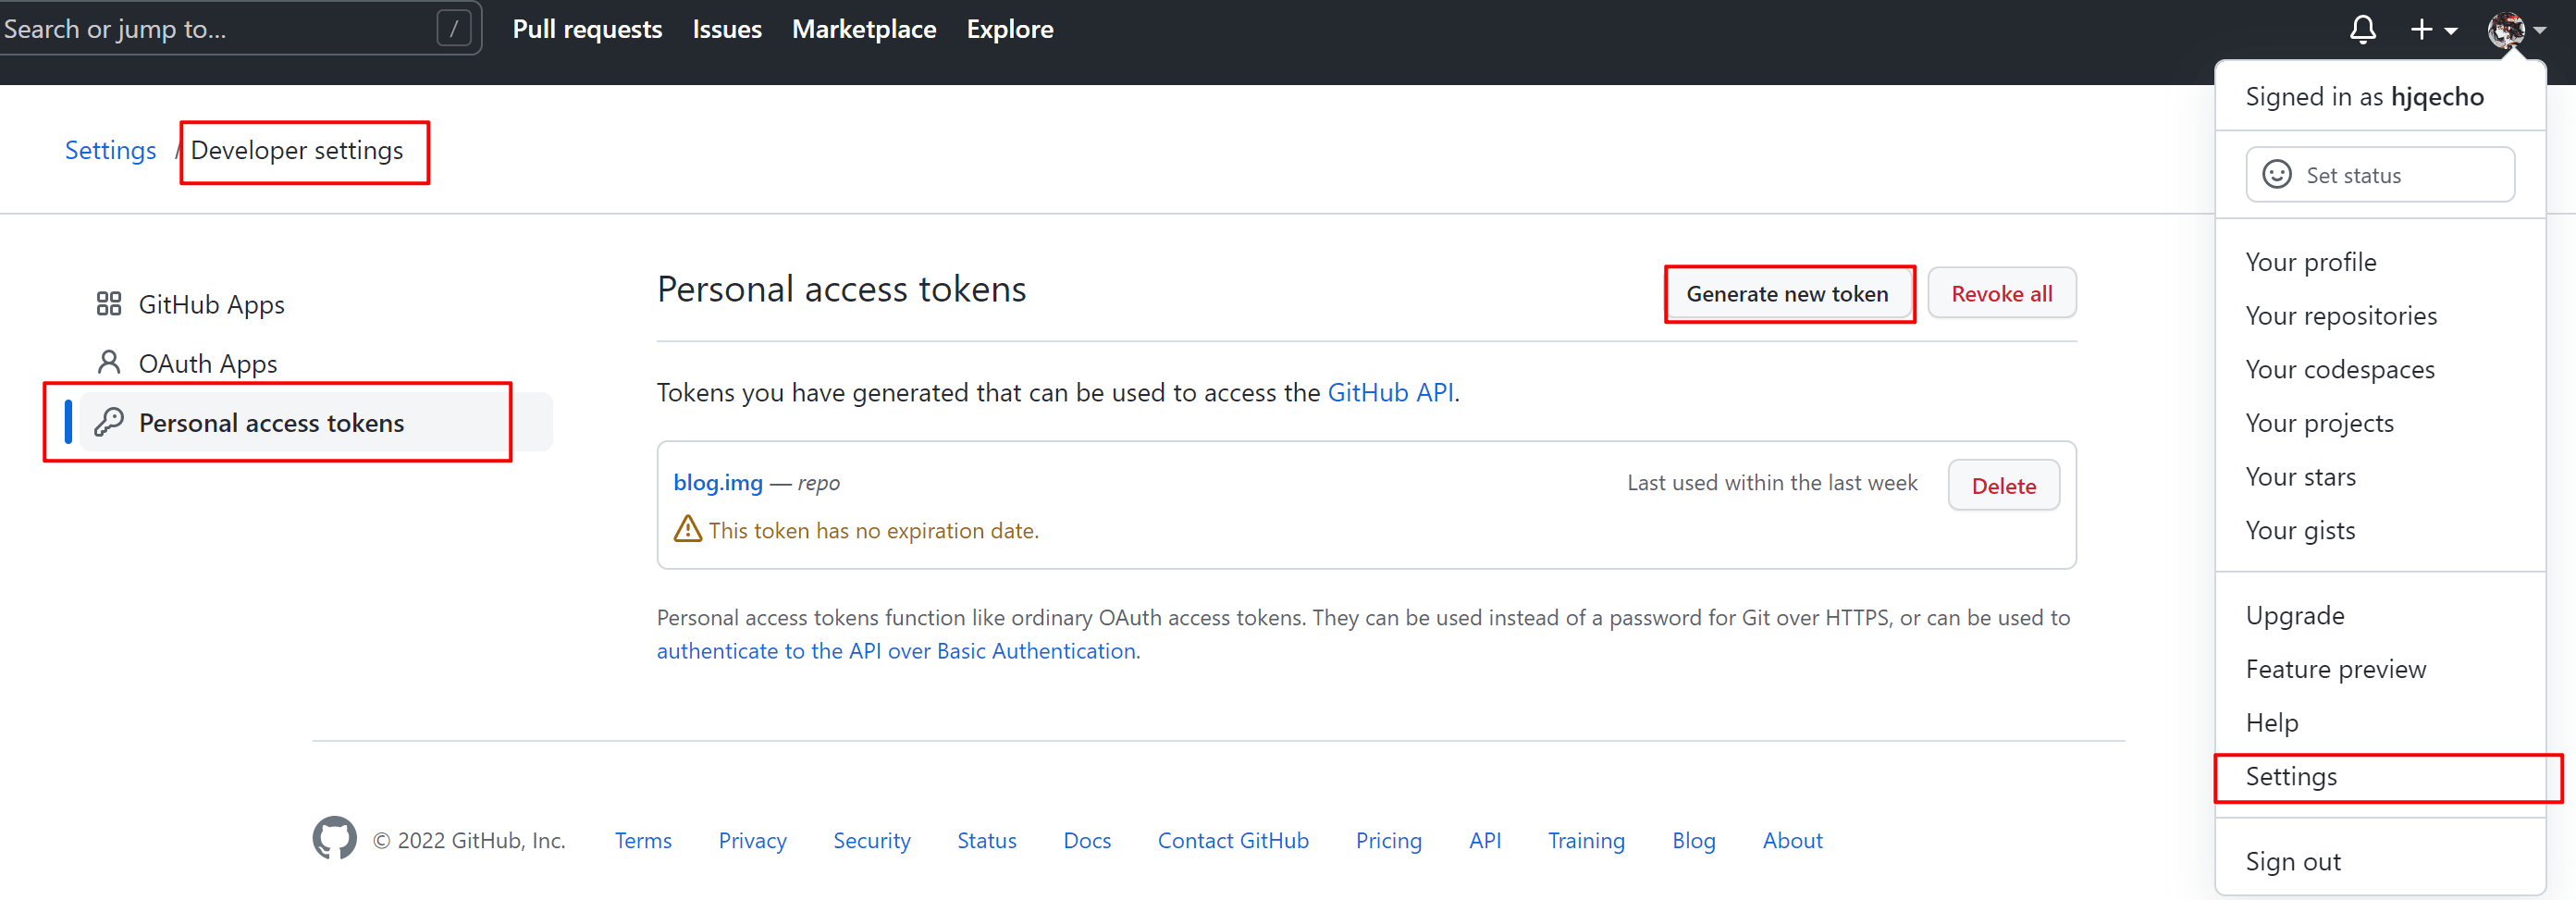 Search or jump to... /
Pull requests Issues Marketplace Explore
Signed in as hjqecho
Set status
Your profile
Your repositories
Your codespaces
Your projects
Your stars
Your gists
Upgrade
Feature preview
Help
Settings
Sign out
Settings / Developer settings
GitHub Apps
OAuth Apps
Personal access tokens
Personal access tokens
Generate new token
Revoke all
Tokens you have generated that can be used to access the GitHub API.
blog.img — repo
Last used within the last week
Delete
This token has no expiration date.
Personal access tokens function like ordinary OAuth access tokens. They can be used instead of a password for Git over HTTPS, or can be used to
authenticate to the API over Basic Authentication.
© 2022 GitHub, Inc. Terms Privacy Security Status Docs Contact GitHub Pricing API Training Blog About